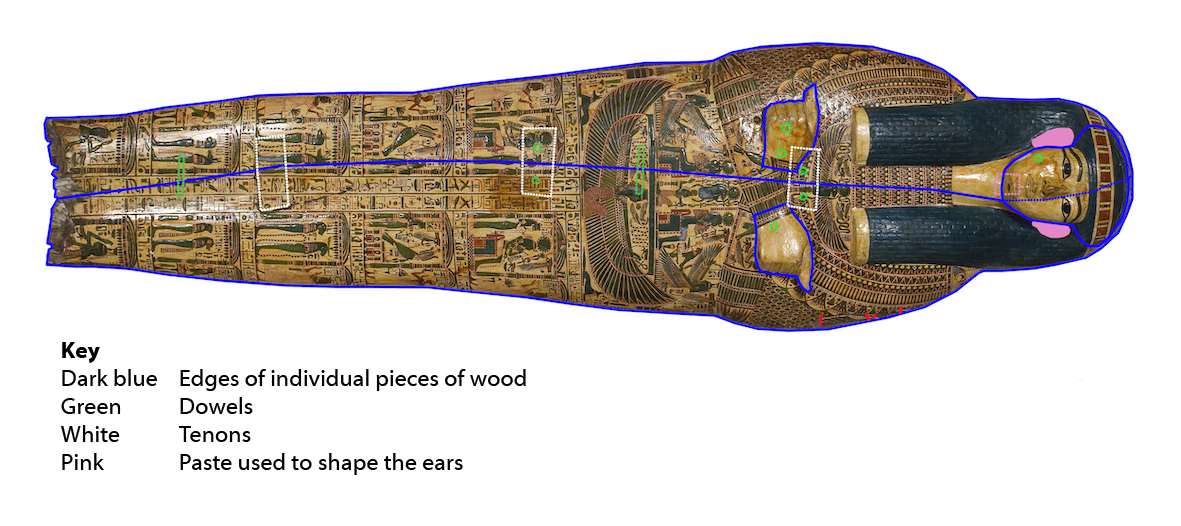 Key
Dark blue Edges of individual pieces of wood
Green Dowels
White Tenons
Pink Paste used to shape the ears